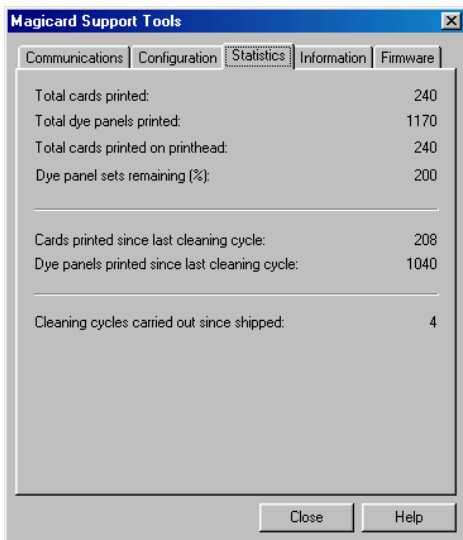 Magicard Support Tools
Communications Configuration Statistics Information Firmware
Total cards printed: 240
Total dye panels printed: 1170
Total cards printed on printhead: 240
Dye panel sets remaining (%): 200
Cards printed since last cleaning cycle: 208
Dye panels printed since last cleaning cycle: 1040
Cleaning cycles carried out since shipped: 4
Close Help